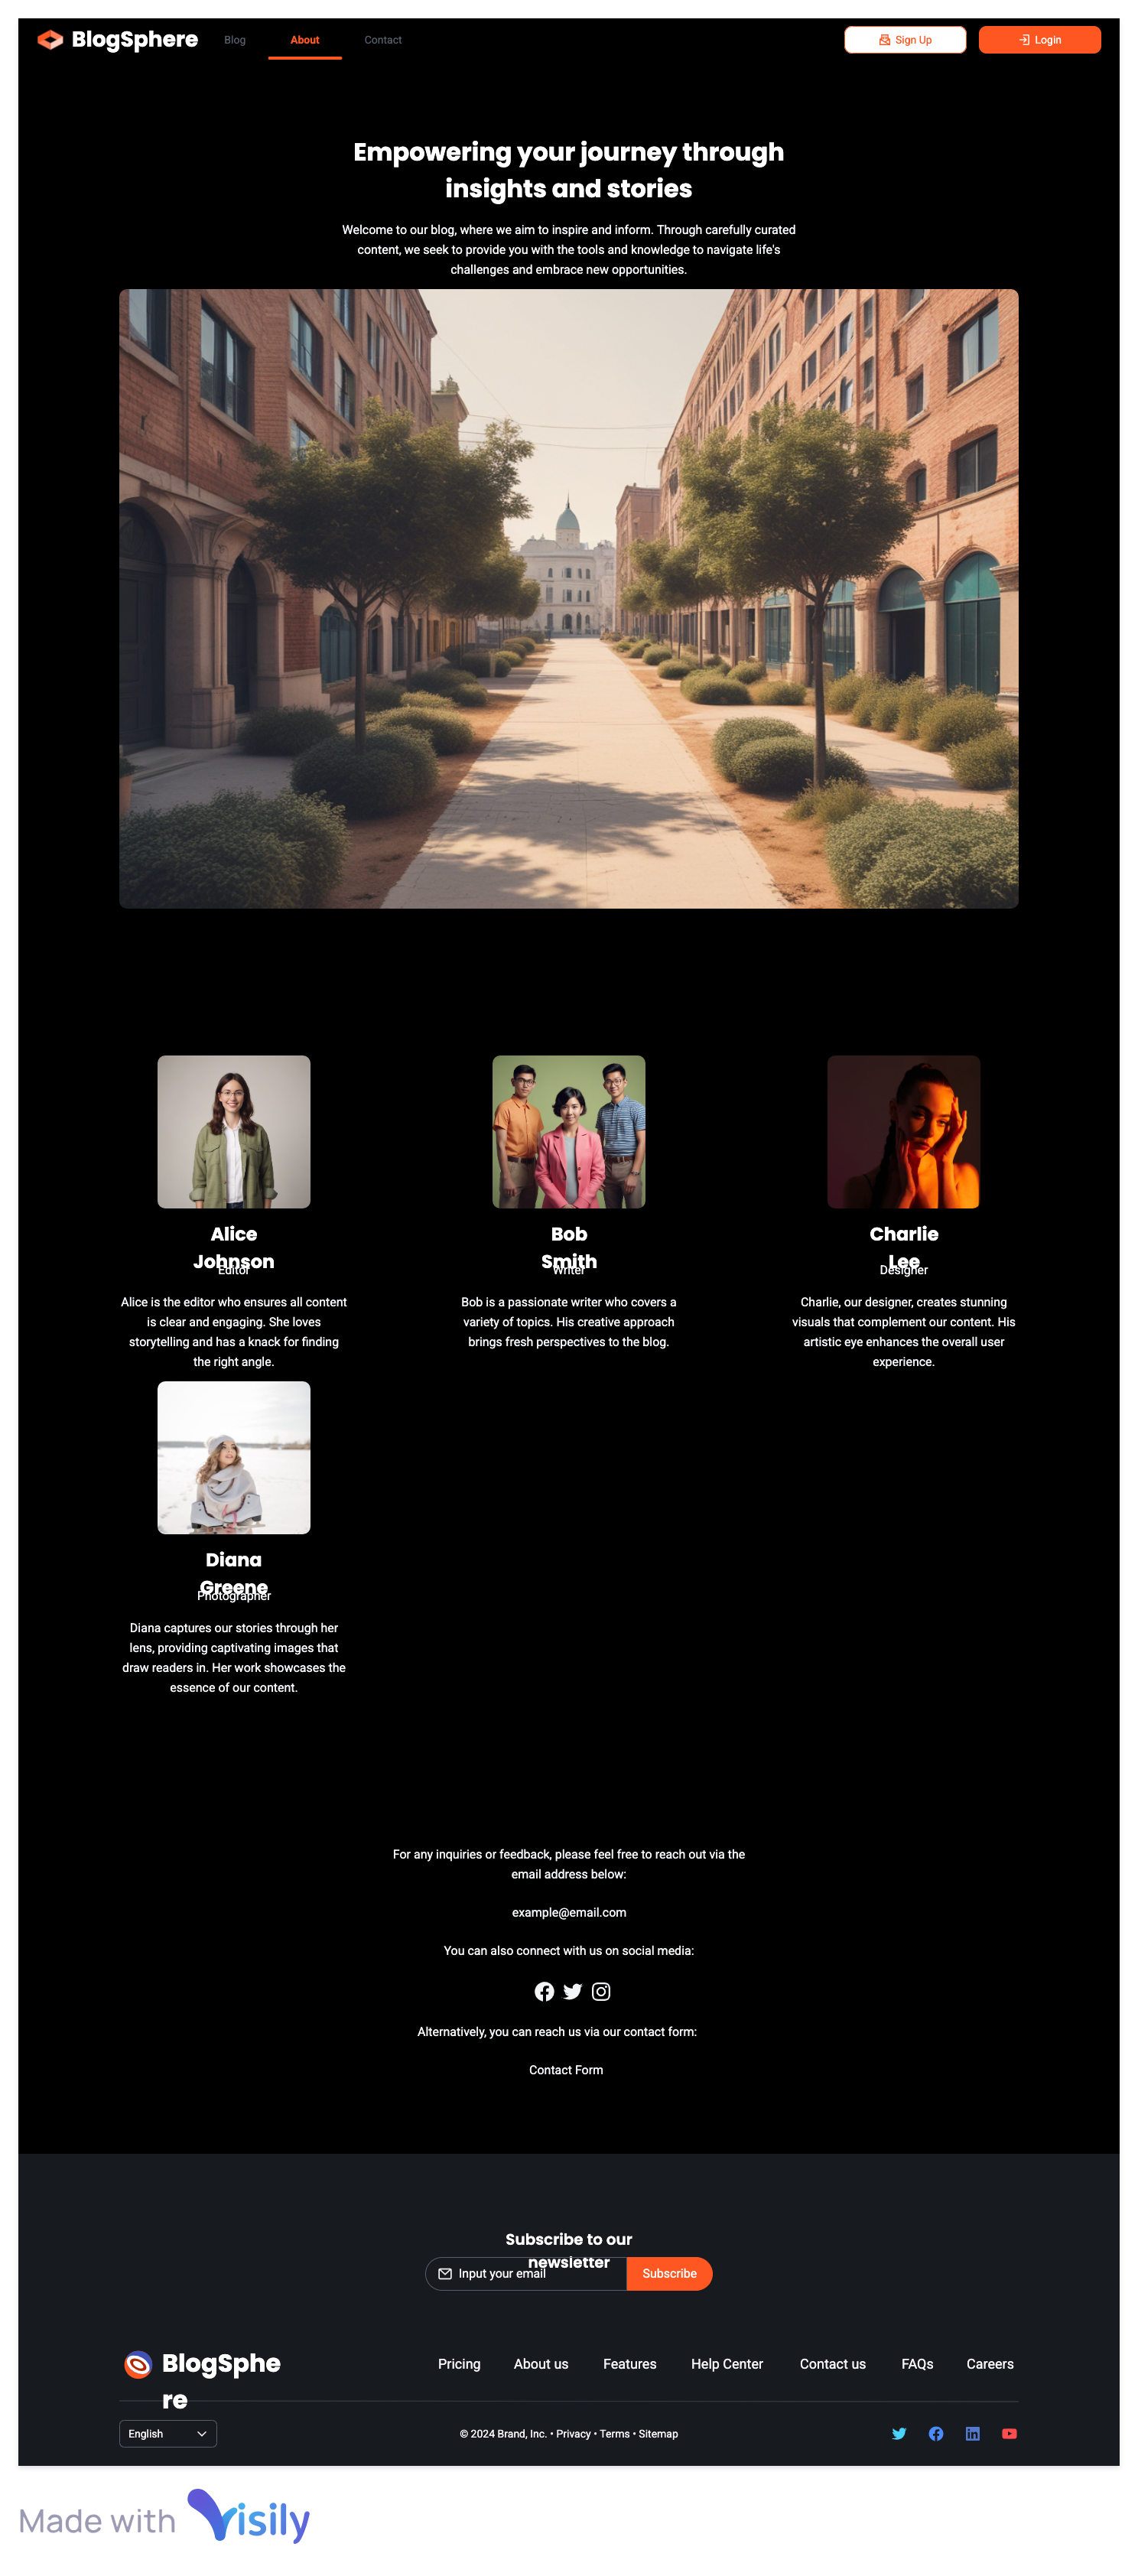 BlogSphere
Blog
About
Contact
Sign Up
Login
Empowering your journey through
insights and stories
Welcome to our blog, where we aim to inspire and inform. Through carefully curated
content, we seek to provide you with the tools and knowledge to navigate life's
challenges and embrace new opportunities.
Alice
Johnson
Editor
Alice is the editor who ensures all content
is clear and engaging. She loves
storytelling and has a knack for finding
the right angle.
Bob
Smith
Writer
Bob is a passionate writer who covers a
variety of topics. His creative approach
brings fresh perspectives to the blog.
Charlie
Lee
Designer
Charlie, our designer, creates stunning
visuals that complement our content. His
artistic eye enhances the overall user
experience.
Diana
Greene
Photographer
Diana captures our stories through her
lens, providing captivating images that
draw readers in. Her work showcases the
essence of our content.
For any inquiries or feedback, please feel free to reach out via the
email address below:
example@email.com
You can also connect with us on social media:
Alternatively, you can reach us via our contact form:
Contact Form
Subscribe to our
newsletter
Input your email
Subscribe
BlogSphe
re
Pricing
About us
Features
Help Center
Contact us
FAQs
Careers
English
© 2024 Brand, Inc. • Privacy • Terms • Sitemap
Made with Visily